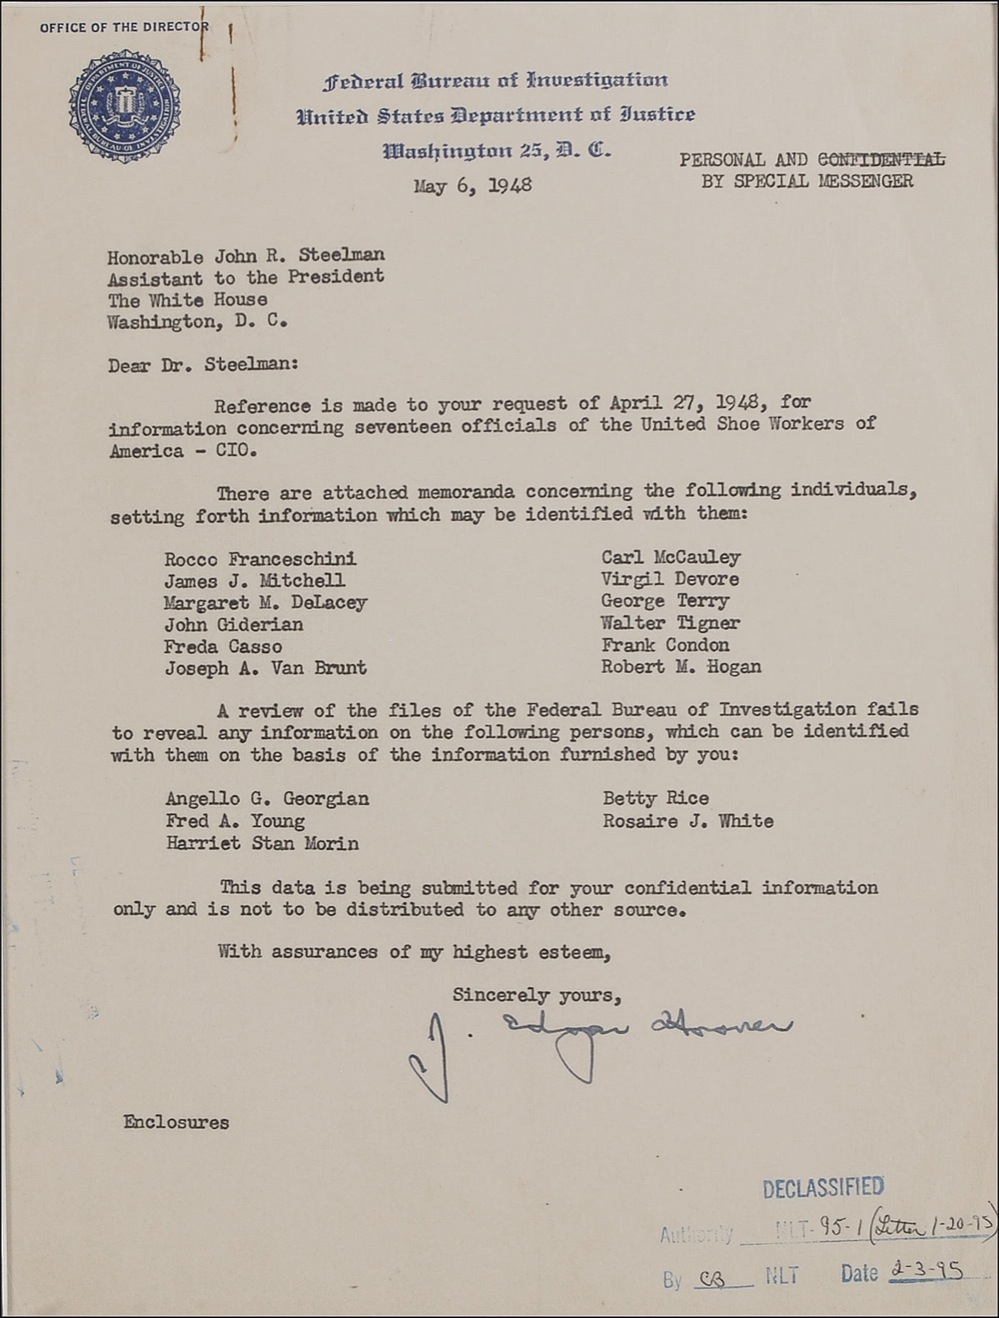 OFFICE OF THE DIRECTOR
DEPARTMENT OF JUSTICE
FEDERAL BUREAU OF INVESTIGATION
Federal Bureau of Investigation
United States Department of Justice
Washington 25, D. C.
May 6, 1948
PERSONAL AND CONFIDENTIAL
BY SPECIAL MESSENGER
Honorable John R. Steelman
Assistant to the President
The White House
Washington, D. C.
Dear Dr. Steelman:
Reference is made to your request of April 27, 1948, for
information concerning seventeen officials of the United Shoe Workers of
America - CIO.
There are attached memoranda concerning the following individuals,
setting forth information which may be identified with them:
Rocco Franceschini
James J. Mitchell
Margaret M. DeLacey
John Giderian
Freda Casso
Joseph A. Van Brunt
Carl McCauley
Virgil Devore
George Terry
Walter Tigner
Frank Condon
Robert M. Hogan
A review of the files of the Federal Bureau of Investigation fails
to reveal any information on the following persons, which can be identified
with them on the basis of the information furnished by you:
Angello G. Georgian
Fred A. Young
Harriet Stan Morin
Betty Rice
Rosaire J. White
This data is being submitted for your confidential information
only and is not to be distributed to any other source.
With assurances of my highest esteem,
Sincerely yours,
J. Edgar Hoover
Enclosures
DECLASSIFIED
Authority NLT-95-1 (Letter 1-20-95)
By CB NLT Date 2-3-95